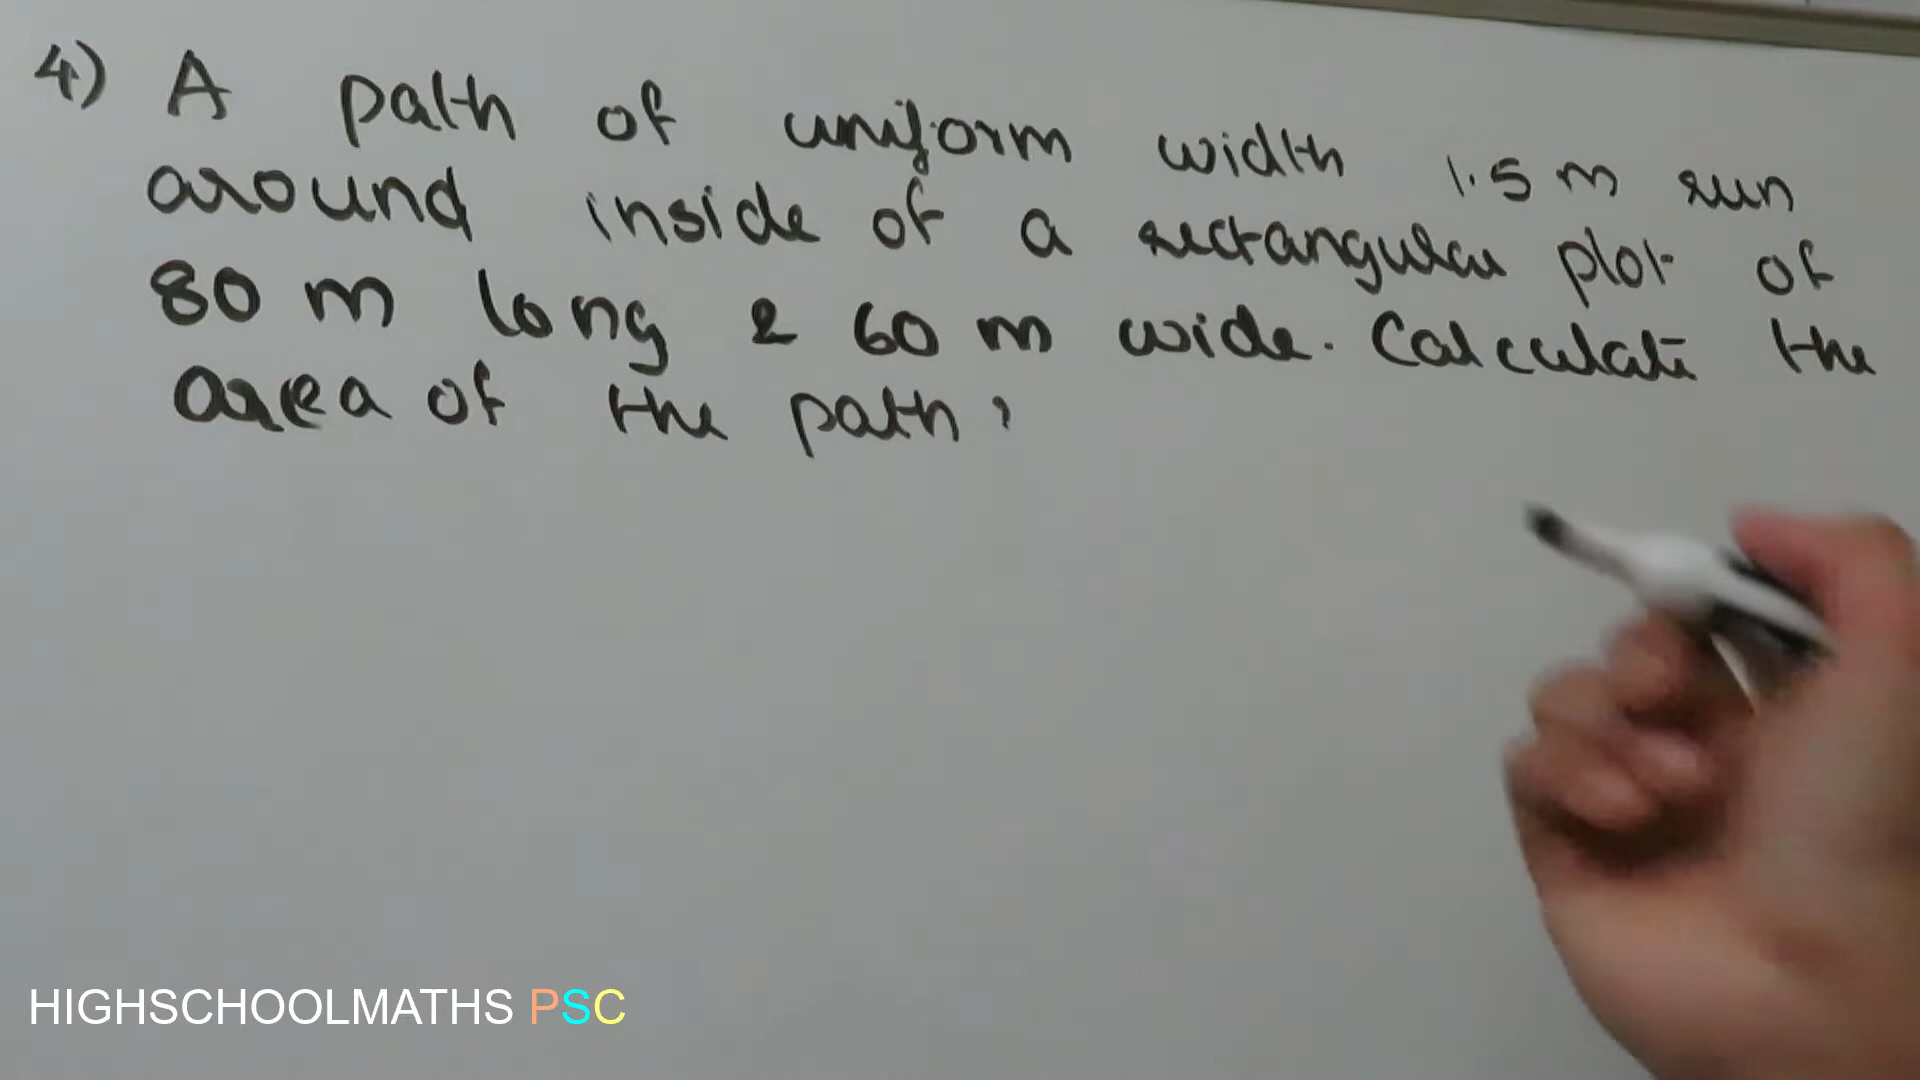 4) A path of uniform width 1.5 m run
around inside of a rectangular plot of
80 m long & 60 m wide. Calculate the
area of the path ?
HIGHSCHOOLMATHS PSC